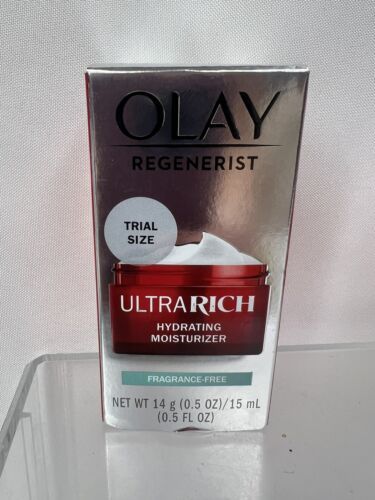 OLAY
REGENERIST
TRIAL
SIZE
ULTRARICH
HYDRATING
MOISTURIZER
FRAGRANCE-FREE
NET WT 14 g (0.5 OZ)/15 mL
(0.5 FL OZ)